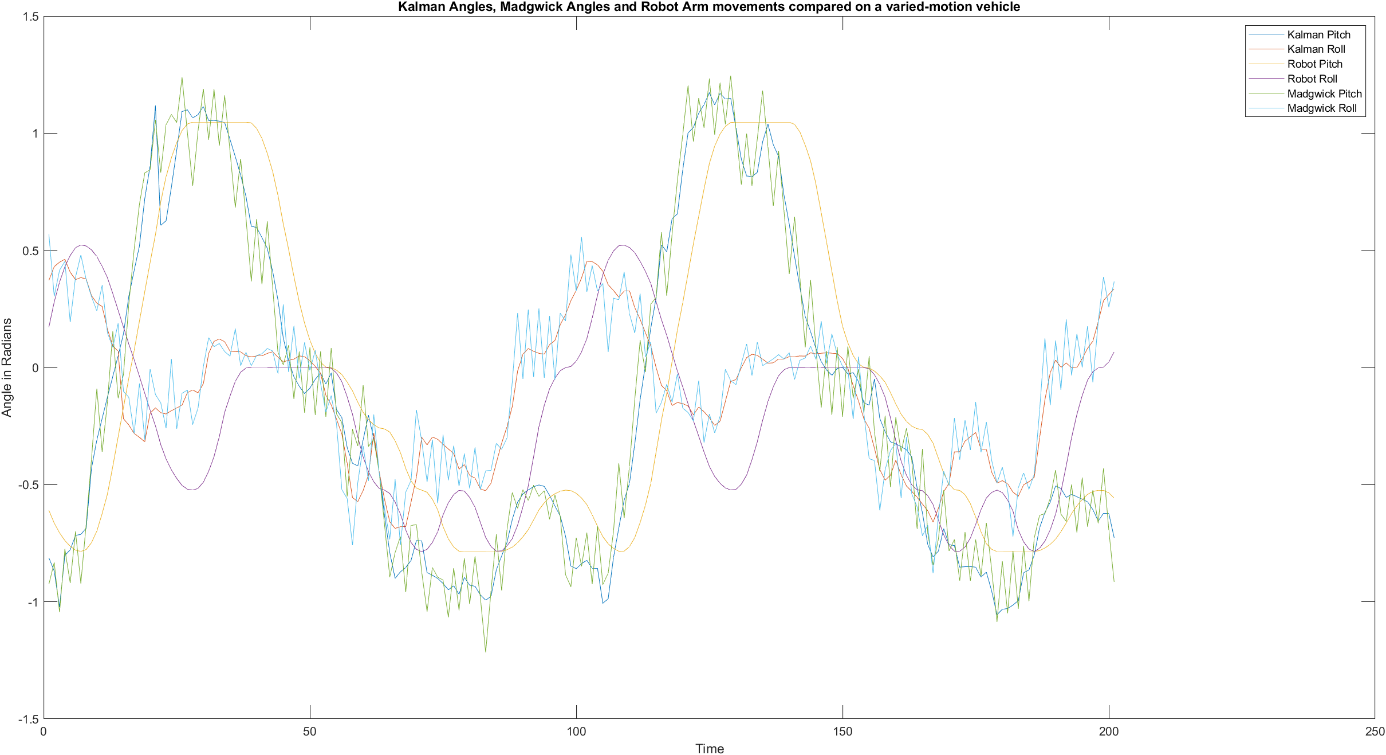 Kalman Angles, Madgwick Angles and Robot Arm movements compared on a varied-motion vehicle
1.5
Kalman Pitch
Kalman Roll
Robot Pitch
Robot Roll
Madgwick Pitch
Madgwick Roll
1
0.5
0
-0.5
-1
-1.5
Angle in Radians
0 50 100 150 200 250
Time